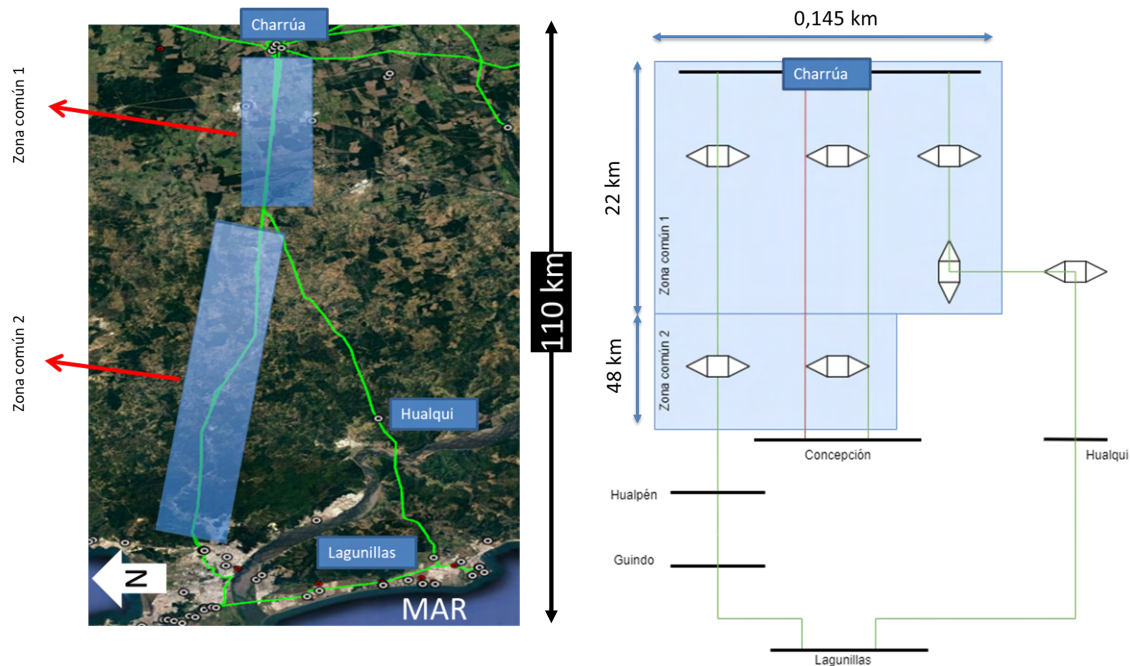 Charrúa
Zona común 1
Zona común 2
110 km
Hualqui
Lagunillas
N
MAR
0,145 km
Charrúa
22 km
Zona común 1
48 km
Zona común 2
Concepción
Hualqui
Hualpén
Guindo
Lagunillas